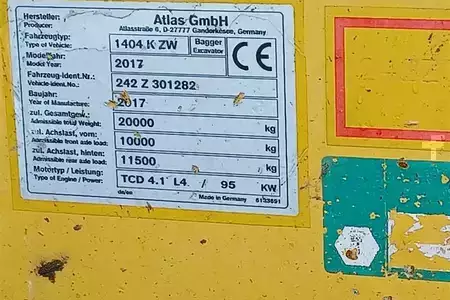 Hersteller: Atlas GmbH
Producer: Atlasstraße 6, D-27777 Ganderkesee, Germany
Fahrzeugtyp: 1404 K ZW Bagger CE
Type of Vehicle: Excavator
Modelljahr: 2017
Model Year:
Fahrzeug-Ident.Nr.: 242 Z 301282
Vehicle-Ident.No.:
Baujahr: 2017
Year of Manufacture:
zul. Gesamtgew.: 20000 kg
Admissible total Weight:
zul. Achslast, vorn: 10000 kg
Admissible front axle load:
zul. Achslast, hinten: 11500 kg
Admissible rear axle load:
Motortyp / Leistung: TCD 4.1 L4 / 95 KW
Type of Engine / Power:
de/en Made in Germany 6133691